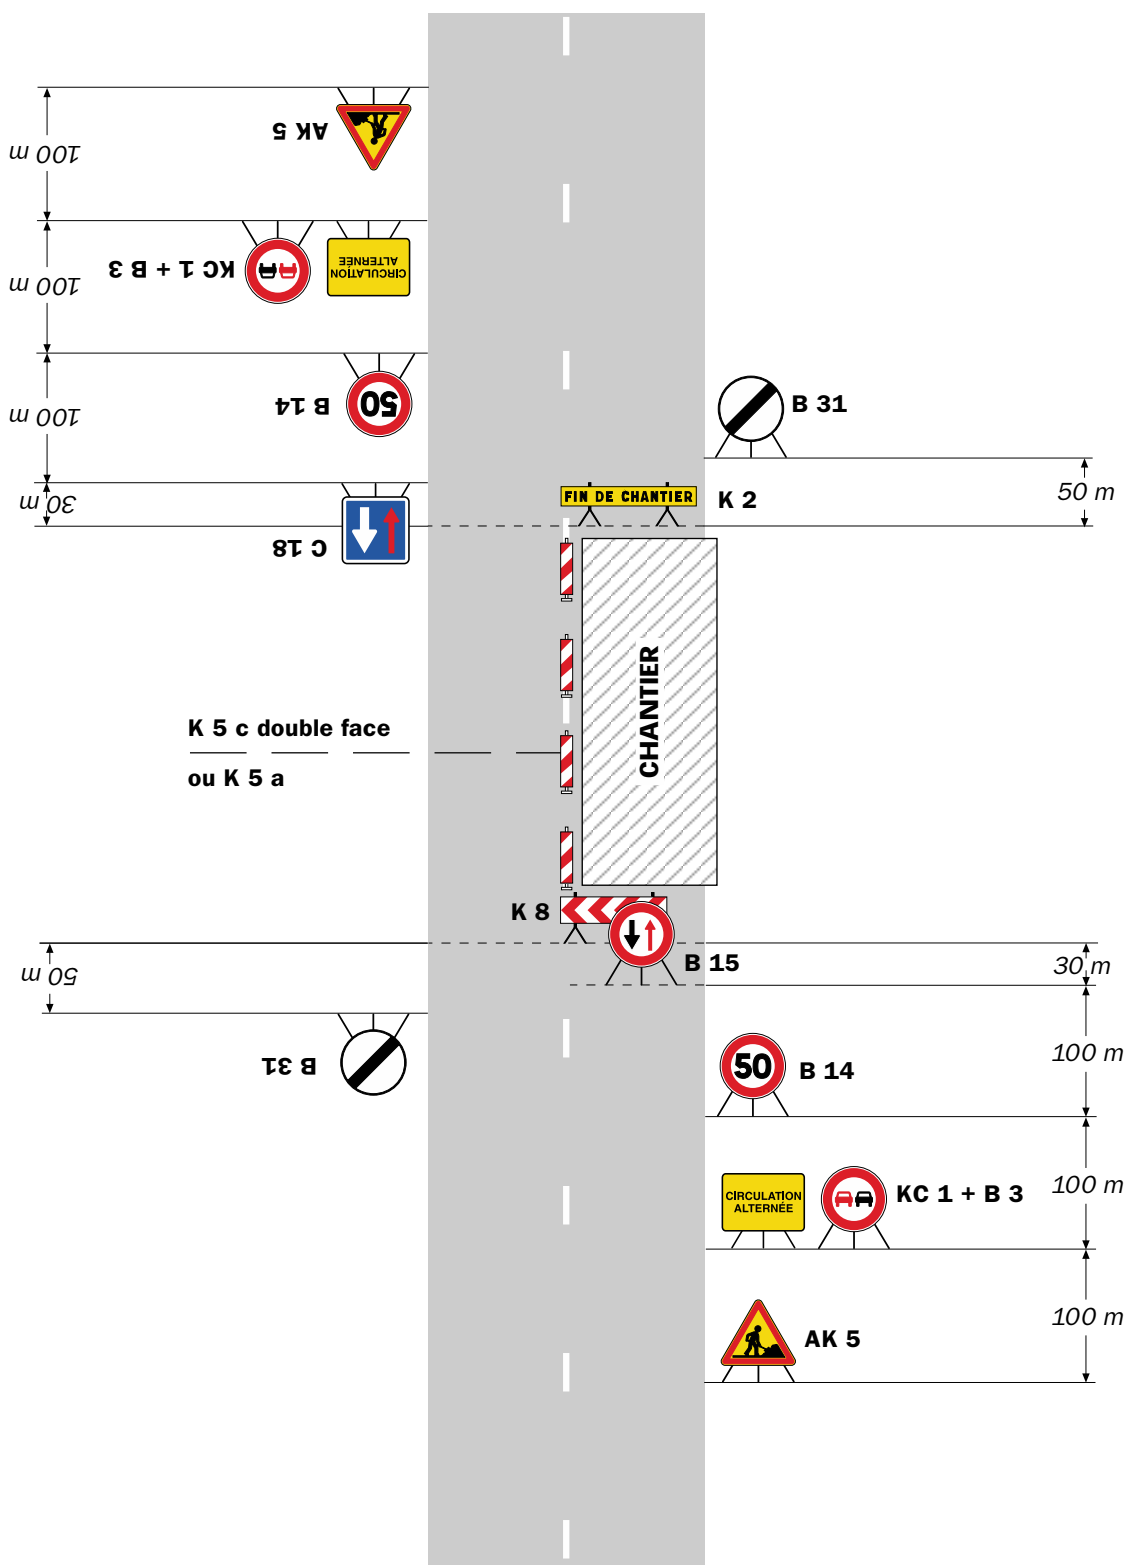 AK 5
100 m
CIRCULATION
ALTERNÉE
KC 1 + B 3
100 m
50
B 14
100 m
B 31
50 m
30 m
C 18
FIN DE CHANTIER
K 2
CHANTIER
K 5 c double face
ou K 5 a
K 8
B 15
30 m
50 m
B 31
50
B 14
100 m
CIRCULATION
ALTERNÉE
KC 1 + B 3
100 m
AK 5
100 m